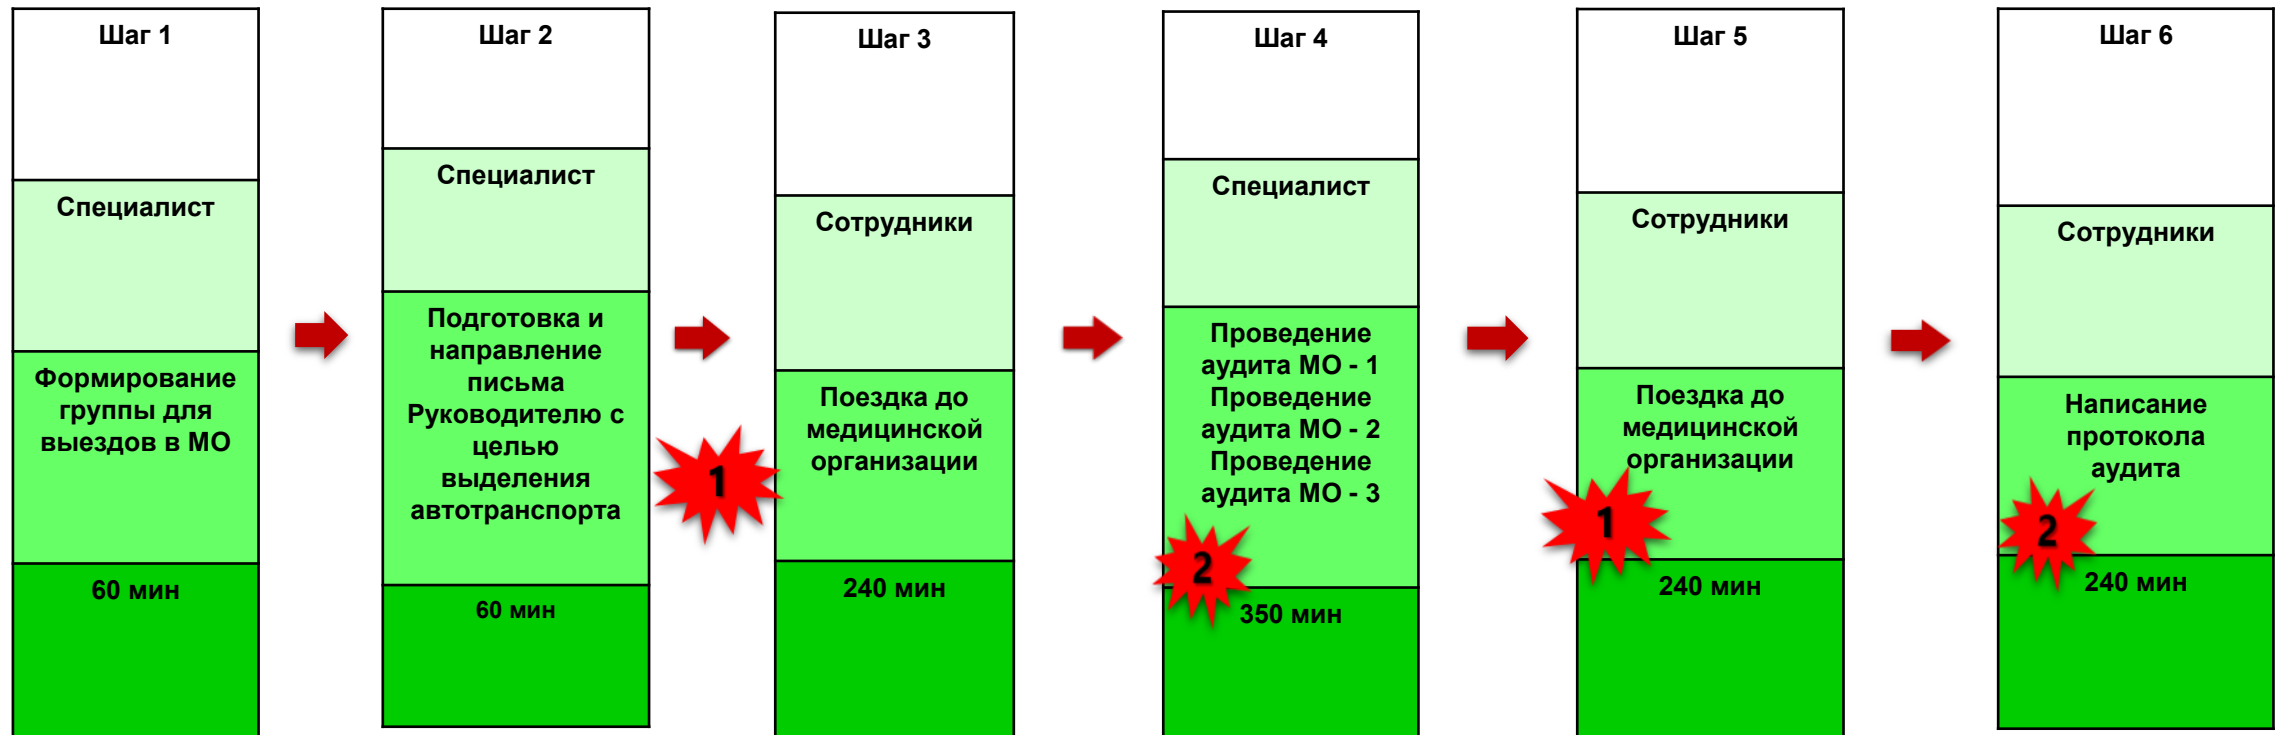 Шаг 1
Специалист
Формирование
группы для
выездов в МО
60 мин
Шаг 2
Специалист
Подготовка и
направление
письма
Руководителю с
целью
выделения
автотранспорта
60 мин
1
Шаг 3
Сотрудники
Поездка до
медицинской
организации
240 мин
Шаг 4
Специалист
Проведение
аудита МО - 1
Проведение
аудита МО - 2
Проведение
аудита МО - 3
2
350 мин
Шаг 5
Сотрудники
Поездка до
медицинской
организации
1
240 мин
Шаг 6
Сотрудники
Написание
протокола
аудита
2
240 мин